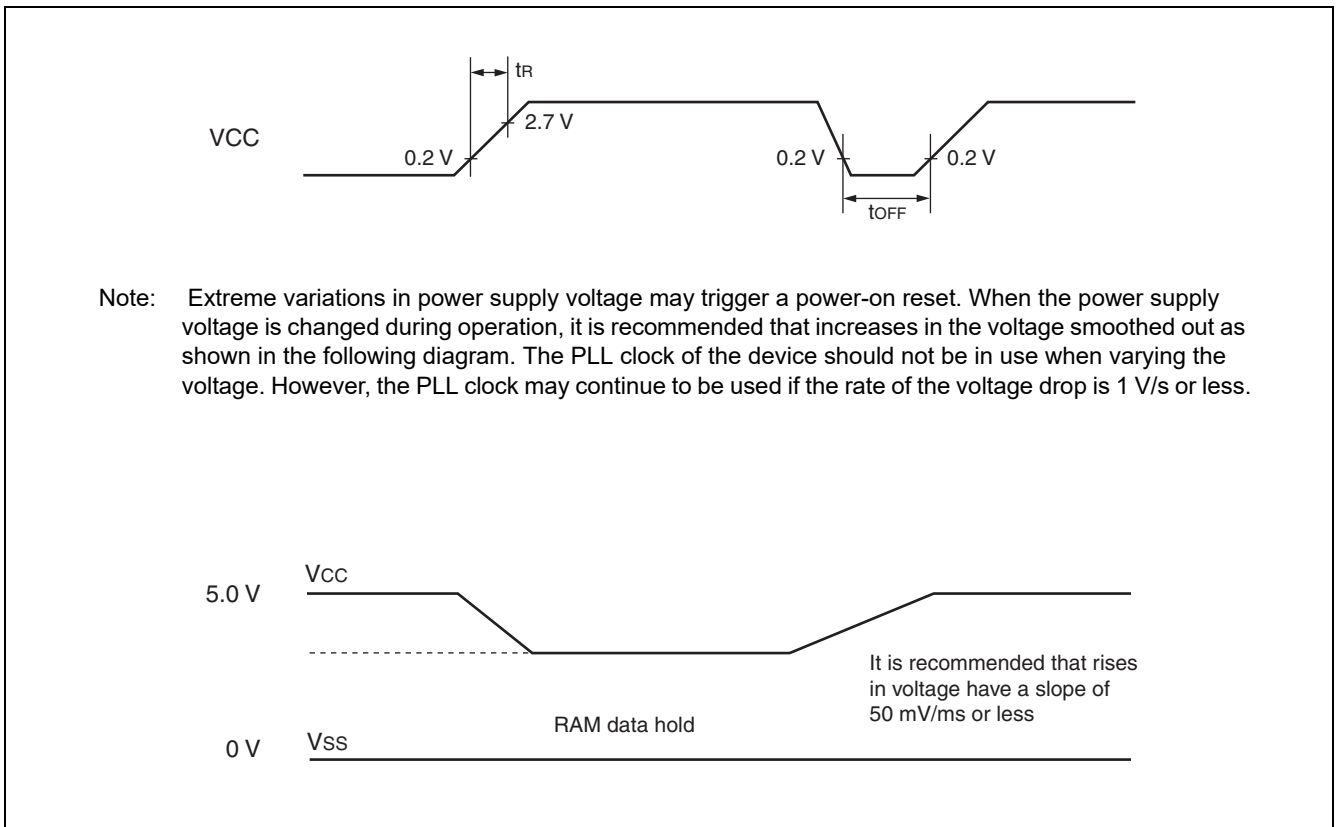 tR
VCC
2.7 V
0.2 V
0.2 V
0.2 V
tOFF
Note: Extreme variations in power supply voltage may trigger a power-on reset. When the power supply
voltage is changed during operation, it is recommended that increases in the voltage smoothed out as
shown in the following diagram. The PLL clock of the device should not be in use when varying the
voltage. However, the PLL clock may continue to be used if the rate of the voltage drop is 1 V/s or less.
VCC
5.0 V
It is recommended that rises
in voltage have a slope of
50 mV/ms or less
RAM data hold
VSS
0 V